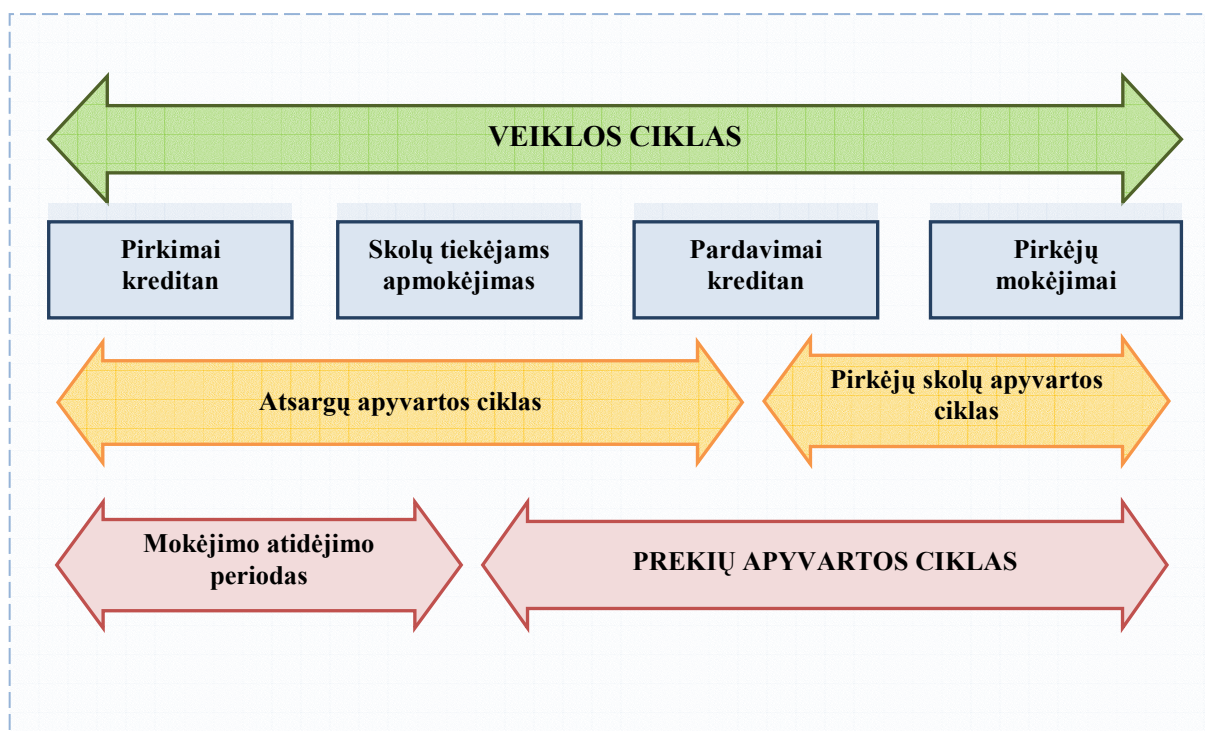 VEIKLOS CIKLAS
Pirkimai
kreditan
Skolų tiekėjams
apmokėjimas
Pardavimai
kreditan
Pirkėjų
mokėjimai
Atsargų apyvartos ciklas
Pirkėjų skolų apyvartos
ciklas
Mokėjimo atidėjimo
periodas
PREKIŲ APYVARTOS CIKLAS